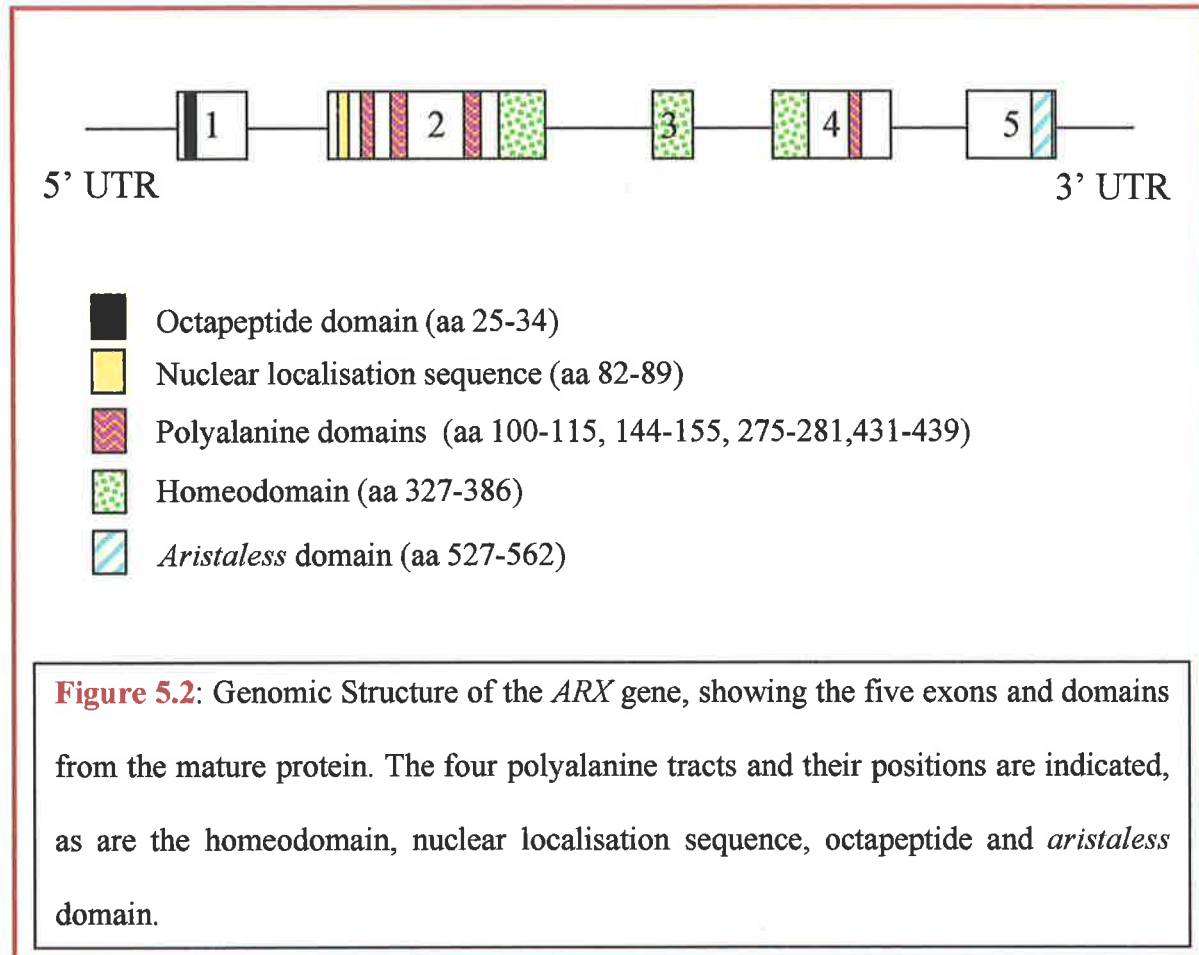 1 2 3 4 5
5’ UTR 3’ UTR
Octapeptide domain (aa 25-34)
Nuclear localisation sequence (aa 82-89)
Polyalanine domains (aa 100-115, 144-155, 275-281,431-439)
Homeodomain (aa 327-386)
Aristaless domain (aa 527-562)
Figure 5.2: Genomic Structure of the ARX gene, showing the five exons and domains
from the mature protein. The four polyalanine tracts and their positions are indicated,
as are the homeodomain, nuclear localisation sequence, octapeptide and aristaless
domain.